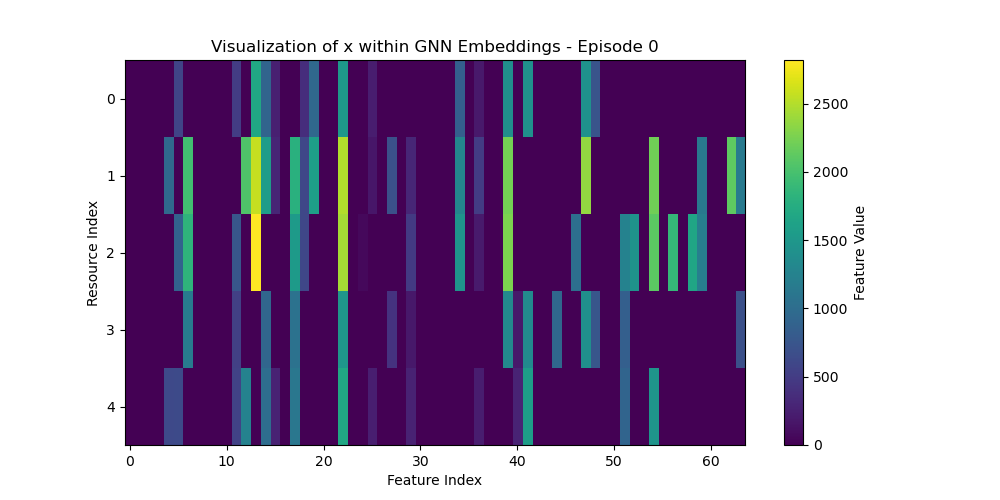 Visualization of x within GNN Embeddings - Episode 0
0
1
2
3
4
Resource Index
0 10 20 30 40 50 60
Feature Index
2500
2000
1500
1000
500
0
Feature Value